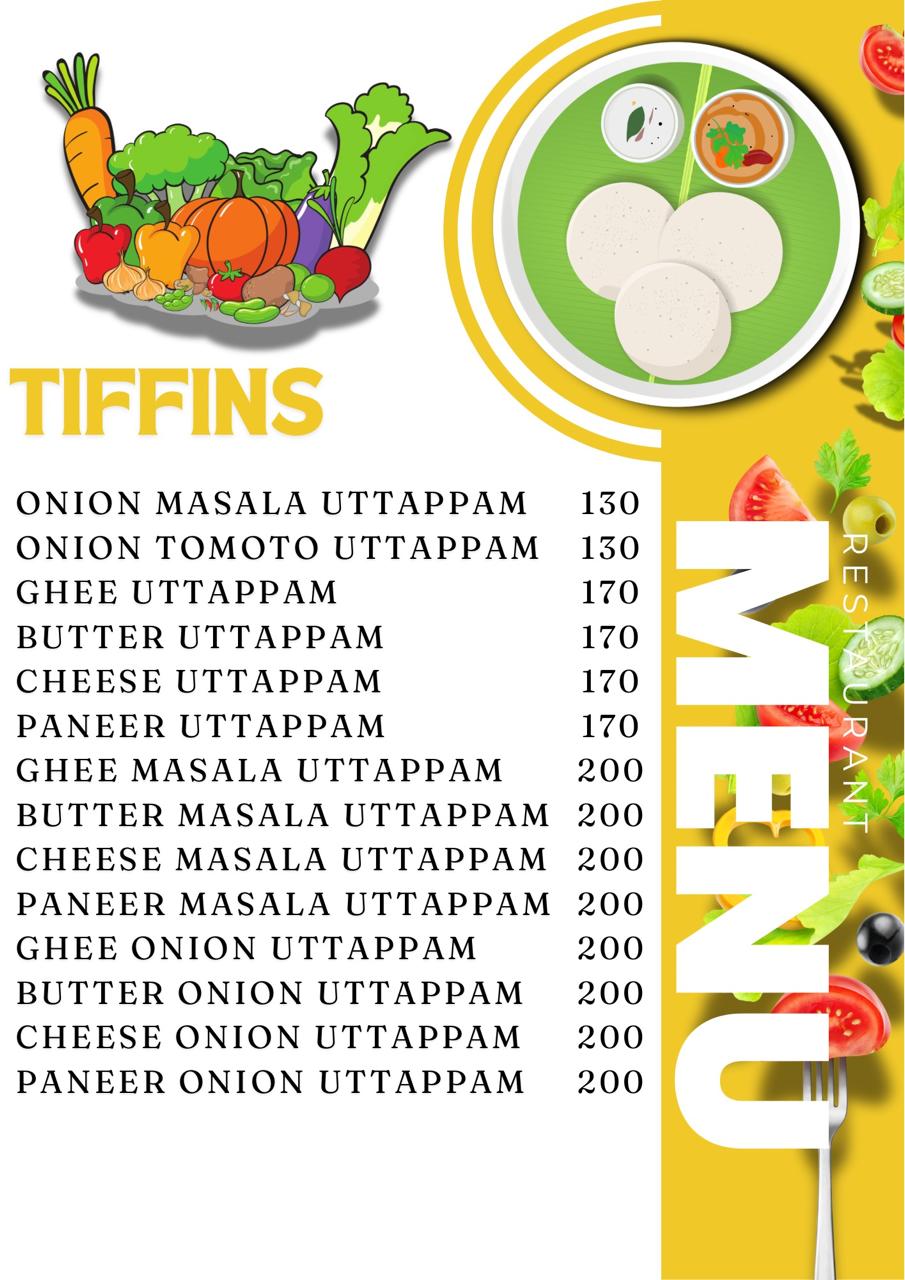 TIFFINS
ONION MASALA UTTAPPAM 130
ONION TOMOTO UTTAPPAM 130
GHEE UTTAPPAM 170
BUTTER UTTAPPAM 170
CHEESE UTTAPPAM 170
PANEER UTTAPPAM 170
GHEE MASALA UTTAPPAM 200
BUTTER MASALA UTTAPPAM 200
CHEESE MASALA UTTAPPAM 200
PANEER MASALA UTTAPPAM 200
GHEE ONION UTTAPPAM 200
BUTTER ONION UTTAPPAM 200
CHEESE ONION UTTAPPAM 200
PANEER ONION UTTAPPAM 200
RESTAURANT
MENU